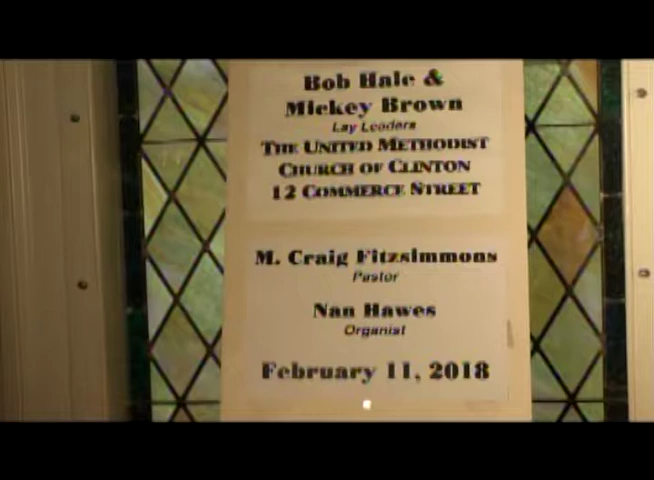 Bob Hale &
Mickey Brown
Lay Leaders
THE UNITED METHODIST
CHURCH OF CLINTON
12 COMMERCE STREET
M. Craig Fitzsimmons
Pastor
Nan Hawes
Organist
February 11, 2018